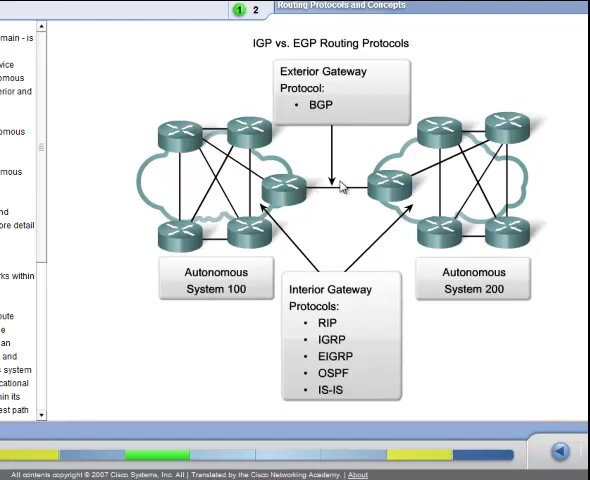 Routing Protocols and Concepts
1 2
main - is
vice
omous
erior and
omous
omous
nd
ore detail
rks within
oute
e
an
and
s system
cational
hin its
est path
IGP vs. EGP Routing Protocols
Exterior Gateway
Protocol:
• BGP
Autonomous
System 100
Interior Gateway
Protocols:
• RIP
• IGRP
• EIGRP
• OSPF
• IS-IS
Autonomous
System 200
All contents copyright © 2007 Cisco Systems, Inc. All | Translated by the Cisco Networking Academy. | About